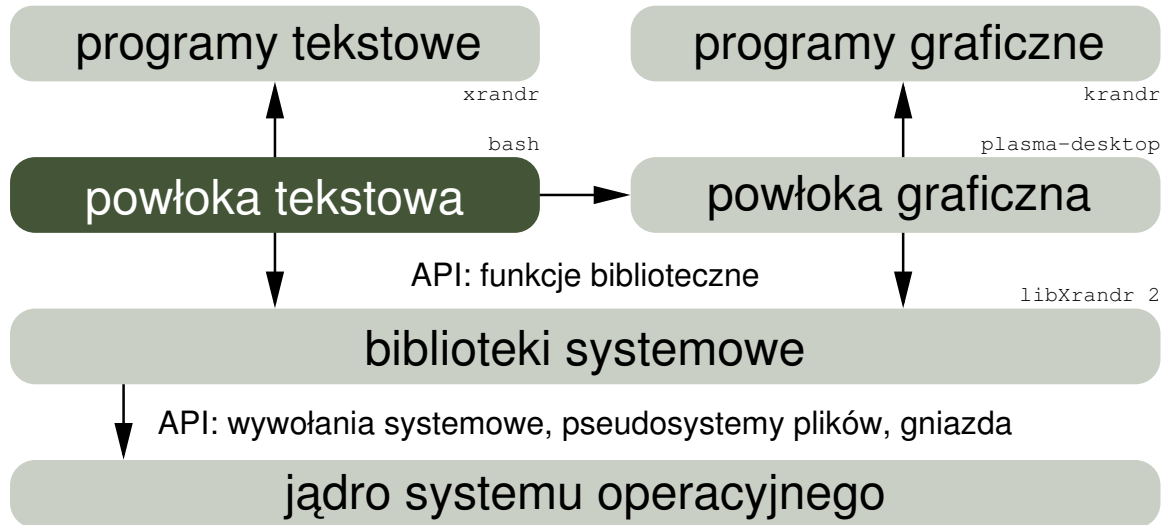 programy tekstowe
programy graficzne
xrandr
krandr
bash
plasma-desktop
powłoka tekstowa
powłoka graficzna
API: funkcje biblioteczne
libXrandr 2
biblioteki systemowe
API: wywołania systemowe, pseudosystemy plików, gniazda
jądro systemu operacyjnego